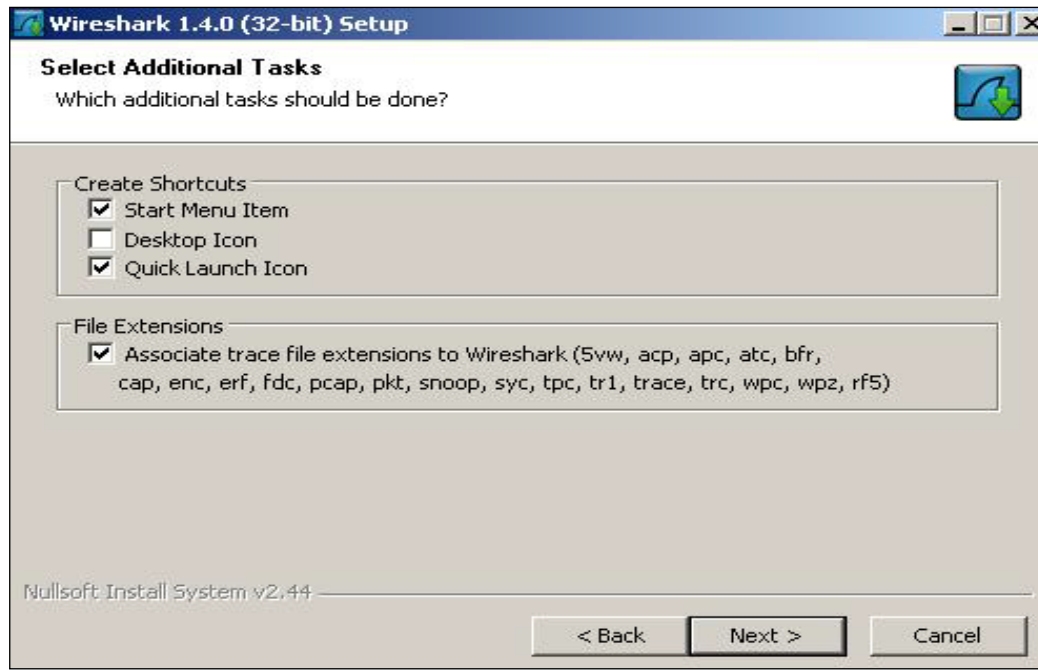 Wireshark 1.4.0 (32-bit) Setup
Select Additional Tasks
Which additional tasks should be done?
Create Shortcuts
Start Menu Item
Desktop Icon
Quick Launch Icon
File Extensions
Associate trace file extensions to Wireshark (5vw, acp, apc, atc, bfr,
cap, enc, erf, fdc, pcap, pkt, snoop, syc, tpc, tr1, trace, trc, wpc, wpz, rf5)
Nullsoft Install System v2.44
< Back Next > Cancel